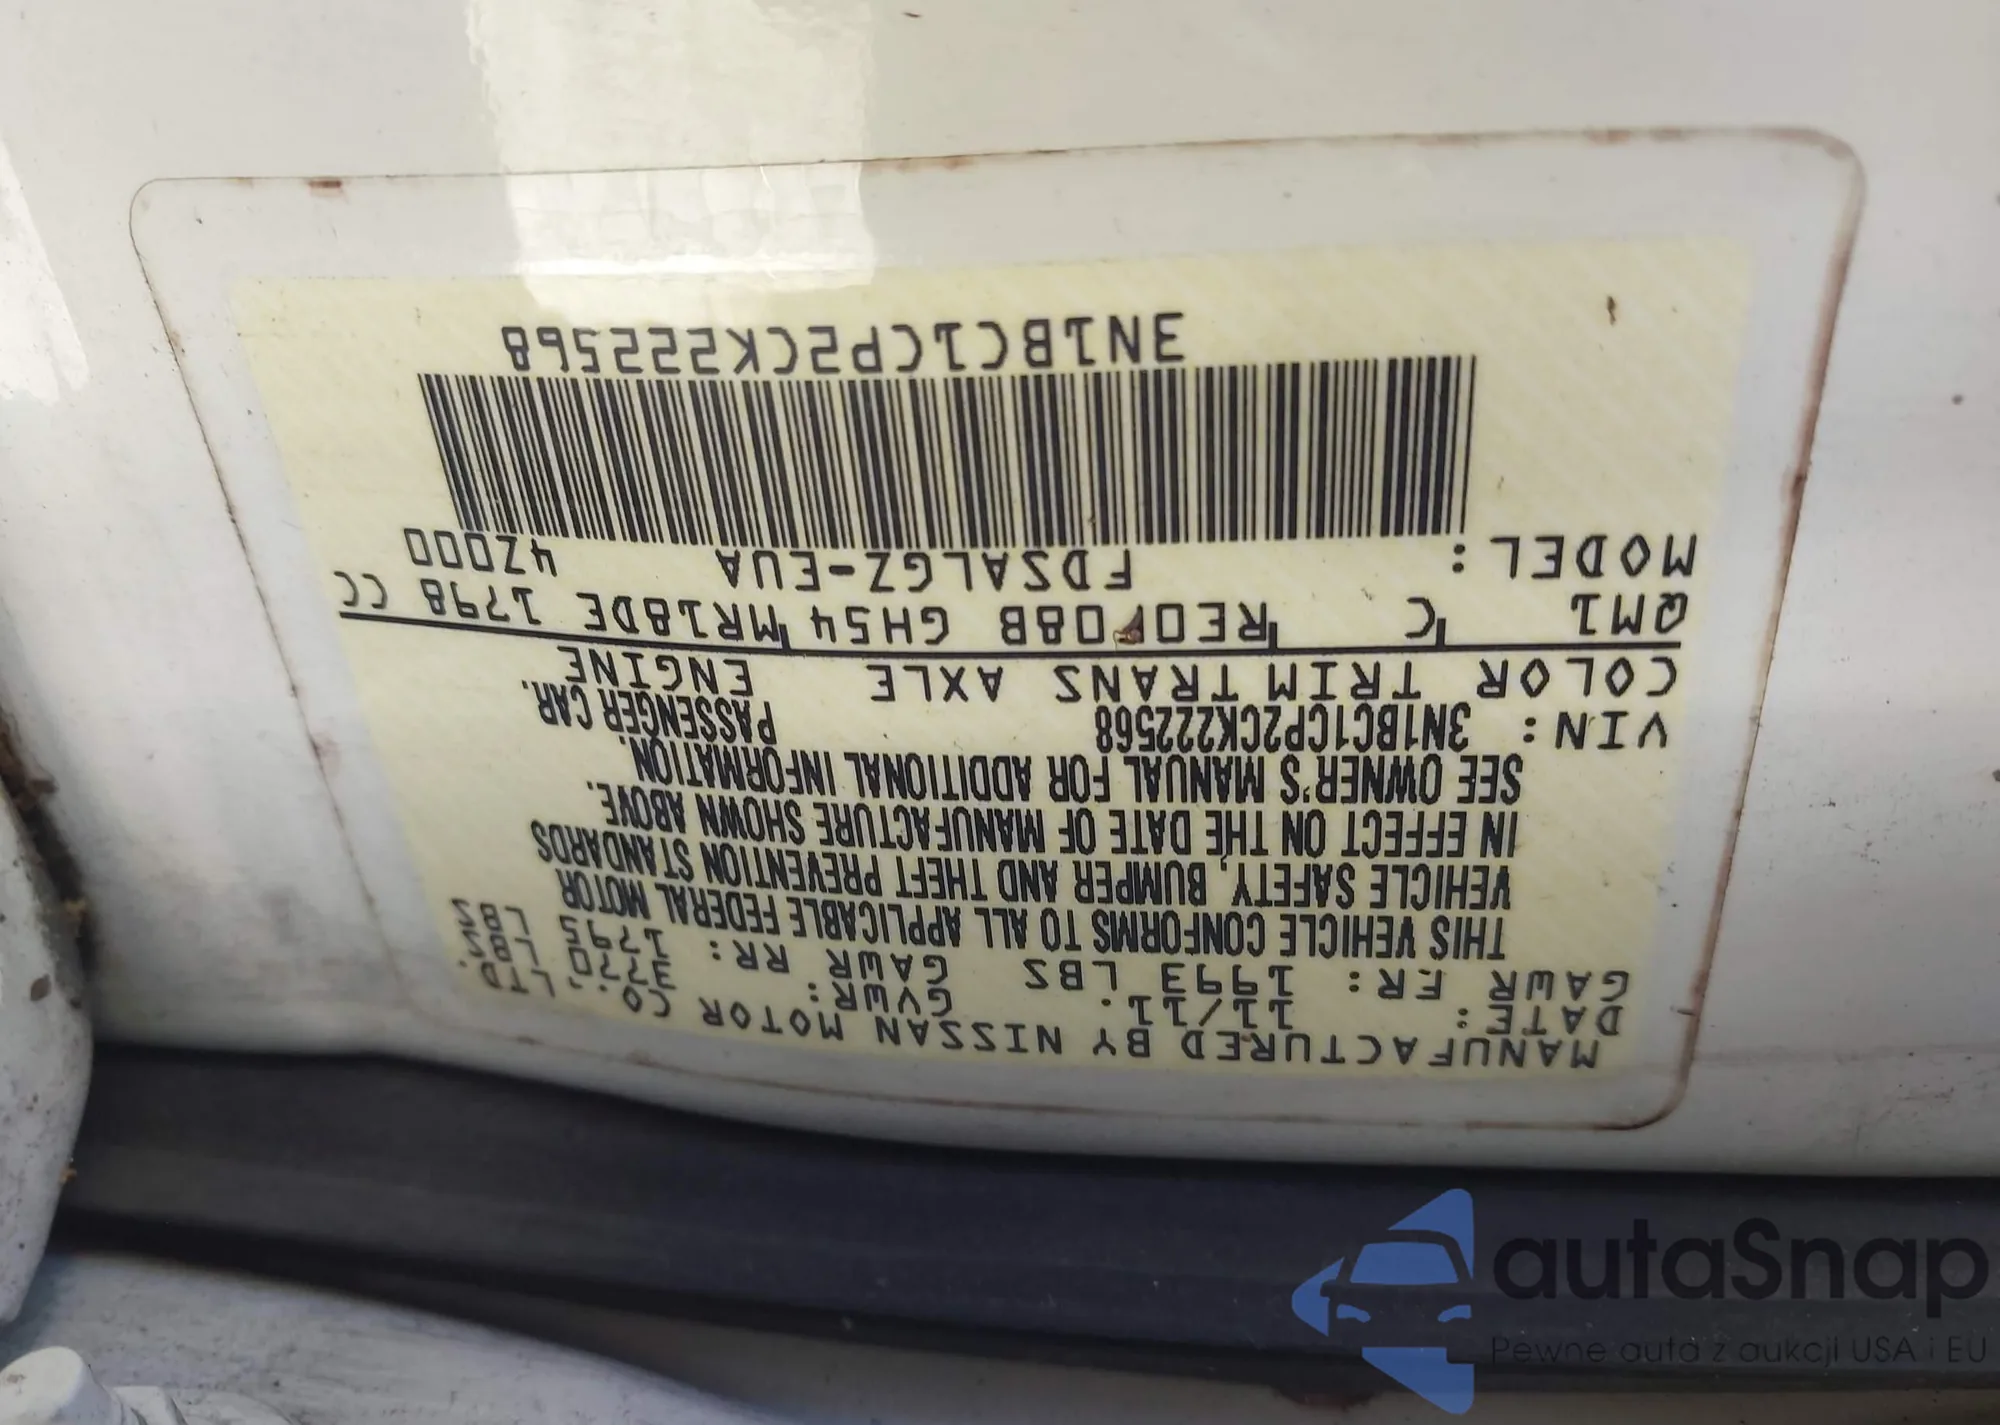 MANUFACTURED BY NISSAN MOTOR CO., LTD.
DATE: 11/11 GVWR: 3770 LBS
GAWR FR: 1993 LBS GAWR RR: 1795 LBS
THIS VEHICLE CONFORMS TO ALL APPLICABLE FEDERAL MOTOR
VEHICLE SAFETY, BUMPER AND THEFT PREVENTION STANDARDS
IN EFFECT ON THE DATE OF MANUFACTURE SHOWN ABOVE.
SEE OWNER'S MANUAL FOR ADDITIONAL INFORMATION.
VIN: 3N1BC1CP2CK222568 PASSENGER CAR.
COLOR TRIM TRANS AXLE ENGINE
QM1 C RE0F08B GH54 MR18DE 1798 CC
MODEL: FDSALGZ-EUA 4Z000
3N1BC1CP2CK222568
autaSnap
Pewne auta z aukcji USA i EU